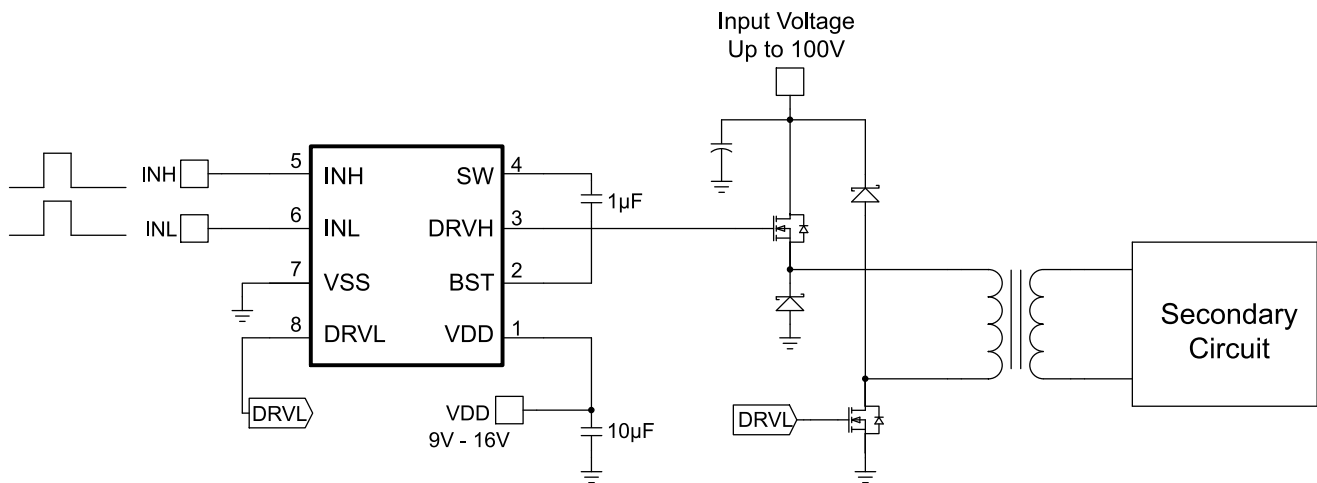 Input Voltage
Up to 100V
INH
5
INH
SW
4
1µF
INL
6
INL
DRVH
3
7
VSS
BST
2
8
DRVL
VDD
1
DRVL
VDD
9V - 16V
10µF
DRVL
Secondary
Circuit